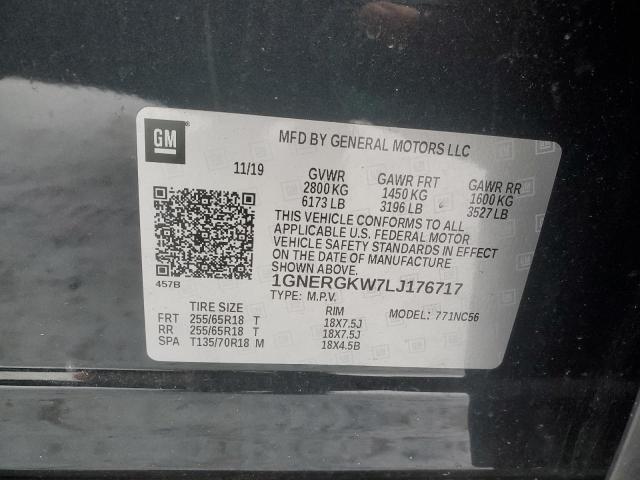 GM
MFD BY GENERAL MOTORS LLC
11/19 GVWR GAWR FRT GAWR RR
2800 KG 1450 KG 1600 KG
6173 LB 3196 LB 3527 LB
THIS VEHICLE CONFORMS TO ALL
APPLICABLE U.S. FEDERAL MOTOR
VEHICLE SAFETY STANDARDS IN EFFECT
ON THE DATE OF MANUFACTURE
SHOWN ABOVE.
457B 1GNERGKW7LJ176717
TYPE: M.P.V. MODEL: 771NC56
TIRE SIZE RIM
FRT 255/65R18 T 18X7.5J
RR 255/65R18 T 18X7.5J
SPA T135/70R18 M 18X4.5B